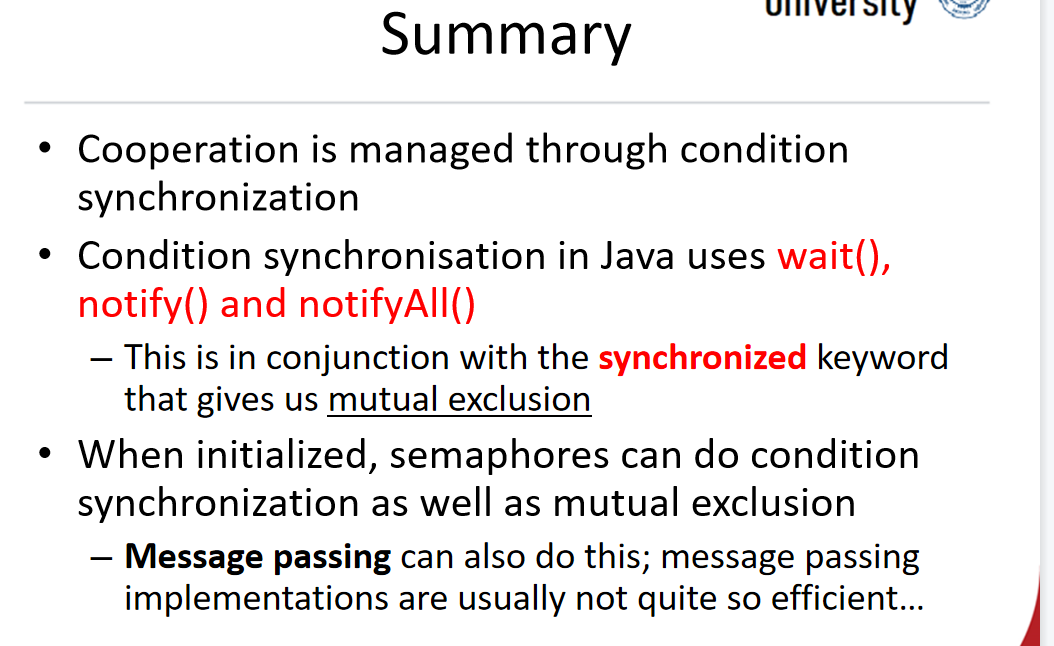 University
Summary
• Cooperation is managed through condition
synchronization
• Condition synchronisation in Java uses wait(),
notify() and notifyAll()
– This is in conjunction with the synchronized keyword
that gives us mutual exclusion
• When initialized, semaphores can do condition
synchronization as well as mutual exclusion
– Message passing can also do this; message passing
implementations are usually not quite so efficient...